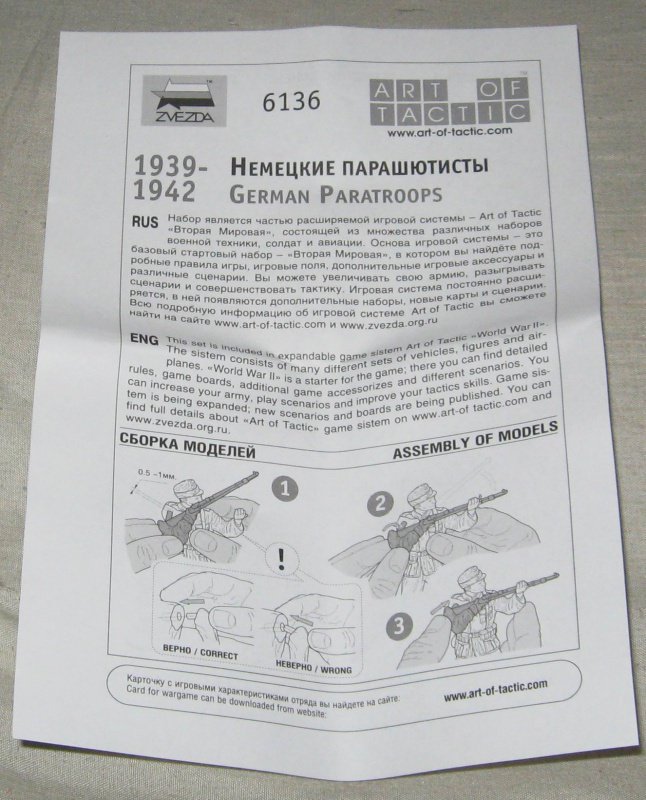 ZVEZDA
™
6136
ART OF
TACTIC
™
www.art-of-tactic.com
1939-
1942
НЕМЕЦКИЕ ПАРАШЮТИСТЫ
GERMAN PARATROOPS
RUS Набор является частью расширяемой игровой системы – Art of Tactic
«Вторая Мировая», состоящей из множества различных наборов
военной техники, солдат и авиации. Основа игровой системы – это
базовый стартовый набор – «Вторая Мировая», в котором вы найдёте под-
робные правила игры, игровые поля, дополнительные игровые аксессуары и
различные сценарии. Вы можете увеличивать свою армию, разыгрывать
сценарии и совершенствовать тактику. Игровая система постоянно расши-
ряется, в ней появляются дополнительные наборы, новые карты и сценарии.
Всю подробную информацию об игровой системе Art of Tactic вы сможете
найти на сайте www.art-of-tactic.com и www.zvezda.org.ru
ENG This set is included in expandable game sistem Art of Tactic «World War II».
The sistem consists of many different sets of vehicles, figures and air-
planes. «World War II» is a starter for the game; there you can find detailed
rules, game boards, additional game accessorizes and different scenarios. You
can increase your army, play scenarios and improve your tactics skills. Game sis-
tem is being expanded; new scenarios and boards are being published. You can
find full details about «Art of Tactic» game sistem on www.art-of tactic.com and
www.zvezda.org.ru.
СБОРКА МОДЕЛЕЙ
ASSEMBLY OF MODELS
0.5 –1мм.
1
2
!
3
ВЕРНО / CORRECT
НЕВЕРНО / WRONG
Карточку с игровыми характеристиками отряда вы найдете на сайте:
Card for wargame can be downloaded from website:
www.art-of-tactic.com